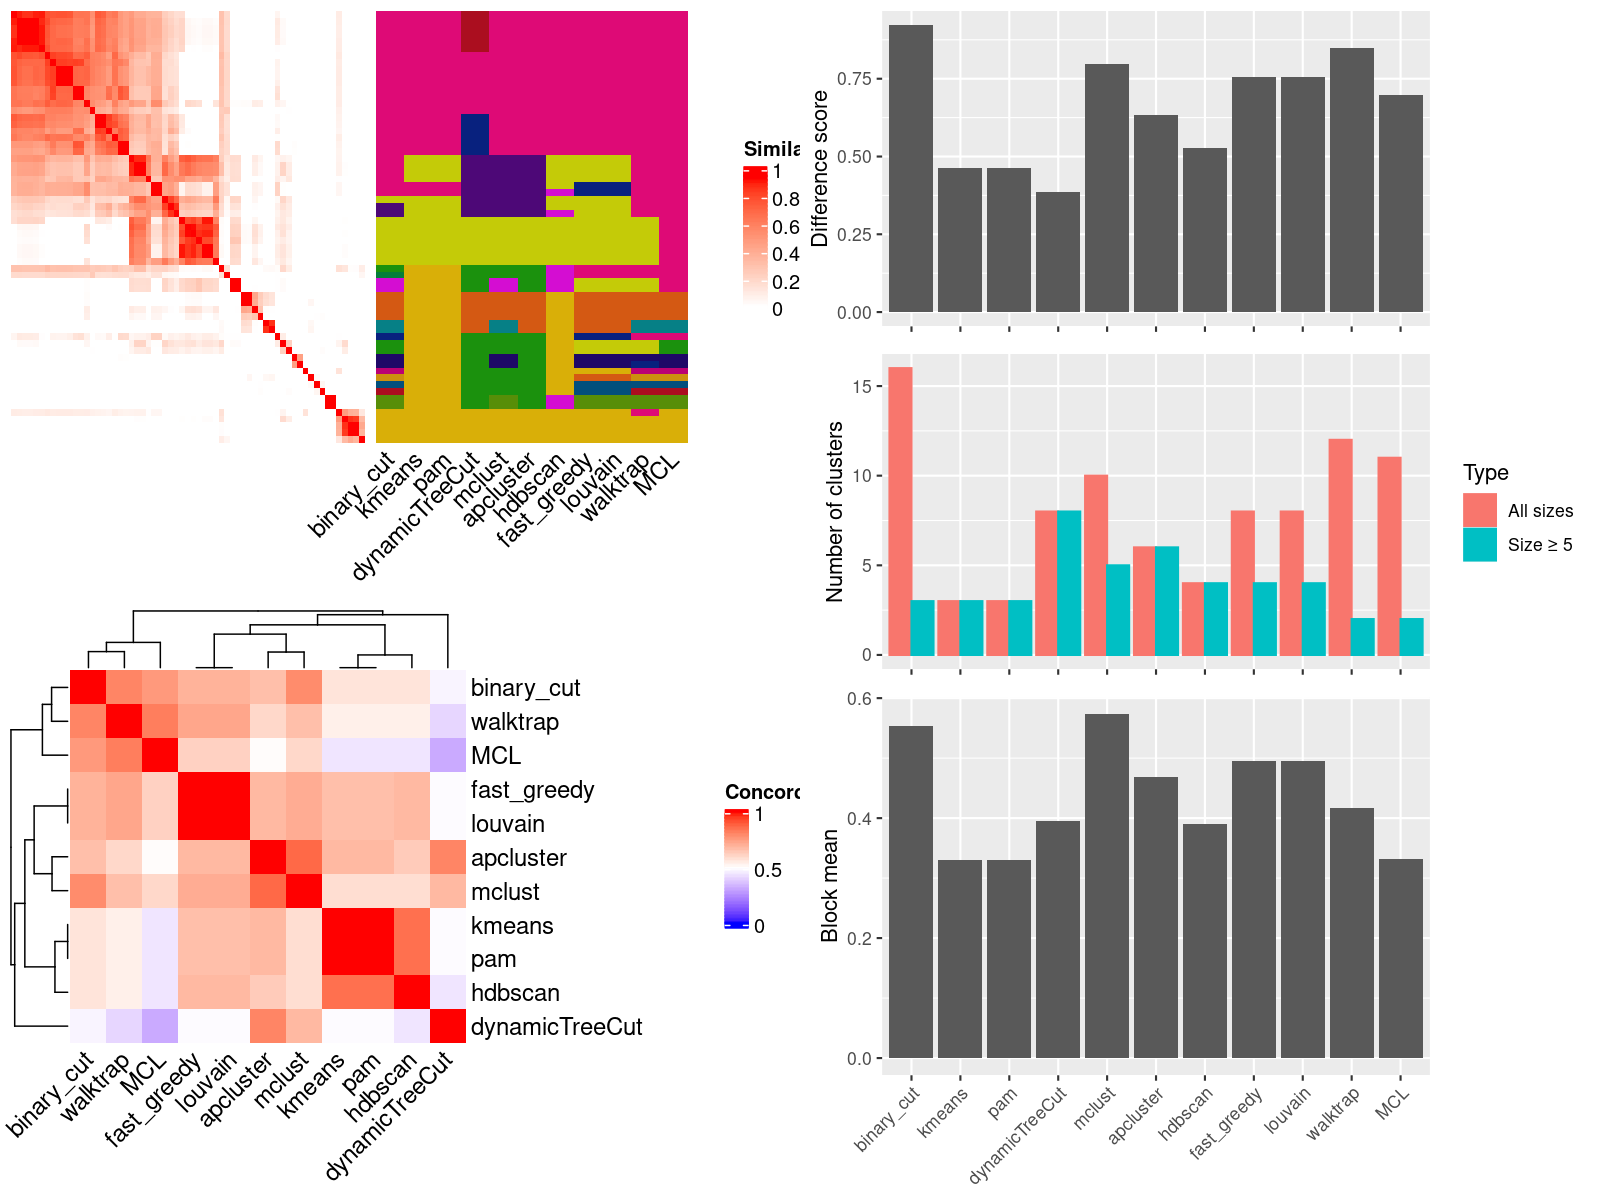 Simila
1
0.8
0.6
0.4
0.2
0
binary_cut
kmeans
pam
dynamicTreeCut
mclust
apcluster
hdbscan
fast_greedy
louvain
walktrap
MCL
binary_cut
walktrap
MCL
fast_greedy
louvain
apcluster
mclust
kmeans
pam
hdbscan
dynamicTreeCut
binary_cut
walktrap
MCL
fast_greedy
louvain
apcluster
mclust
kmeans
pam
hdbscan
dynamicTreeCut
Concord
1
0.5
0
Difference score
0.75
0.50
0.25
0.00
Number of clusters
15
10
5
0
Type
All sizes
Size ≥ 5
Block mean
0.6
0.4
0.2
0.0
binary_cut
kmeans
pam
dynamicTreeCut
mclust
apcluster
hdbscan
fast_greedy
louvain
walktrap
MCL